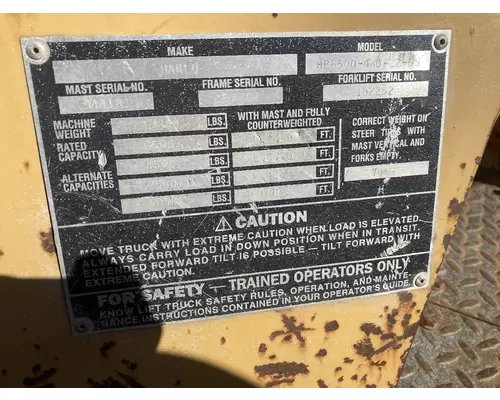 MAKE
MODEL
HARLO
MAST SERIAL NO.
FRAME SERIAL NO.
FORKLIFT SERIAL NO.
MACHINE
WEIGHT
LBS.
WITH MAST AND FULLY
COUNTERWEIGHTED
FT.
CORRECT WEIGHT ON
STEER TIRES WITH
MAST VERTICAL AND
FORKS EMPTY.
RATED
CAPACITY
LBS.
FT.
LBS.
FT.
ALTERNATE
CAPACITIES
LBS.
FT.
LBS.
⚠ CAUTION
MOVE TRUCK WITH EXTREME CAUTION WHEN LOAD IS ELEVATED.
ALWAYS CARRY LOAD IN DOWN POSITION WHEN IN TRANSIT.
EXTENDED FORWARD TILT IS POSSIBLE — TILT FORWARD WITH
EXTREME CAUTION.
FOR SAFETY — TRAINED OPERATORS ONLY
KNOW LIFT TRUCK SAFETY RULES, OPERATION, AND MAINTE-
NANCE INSTRUCTIONS CONTAINED IN YOUR OPERATOR'S GUIDE.